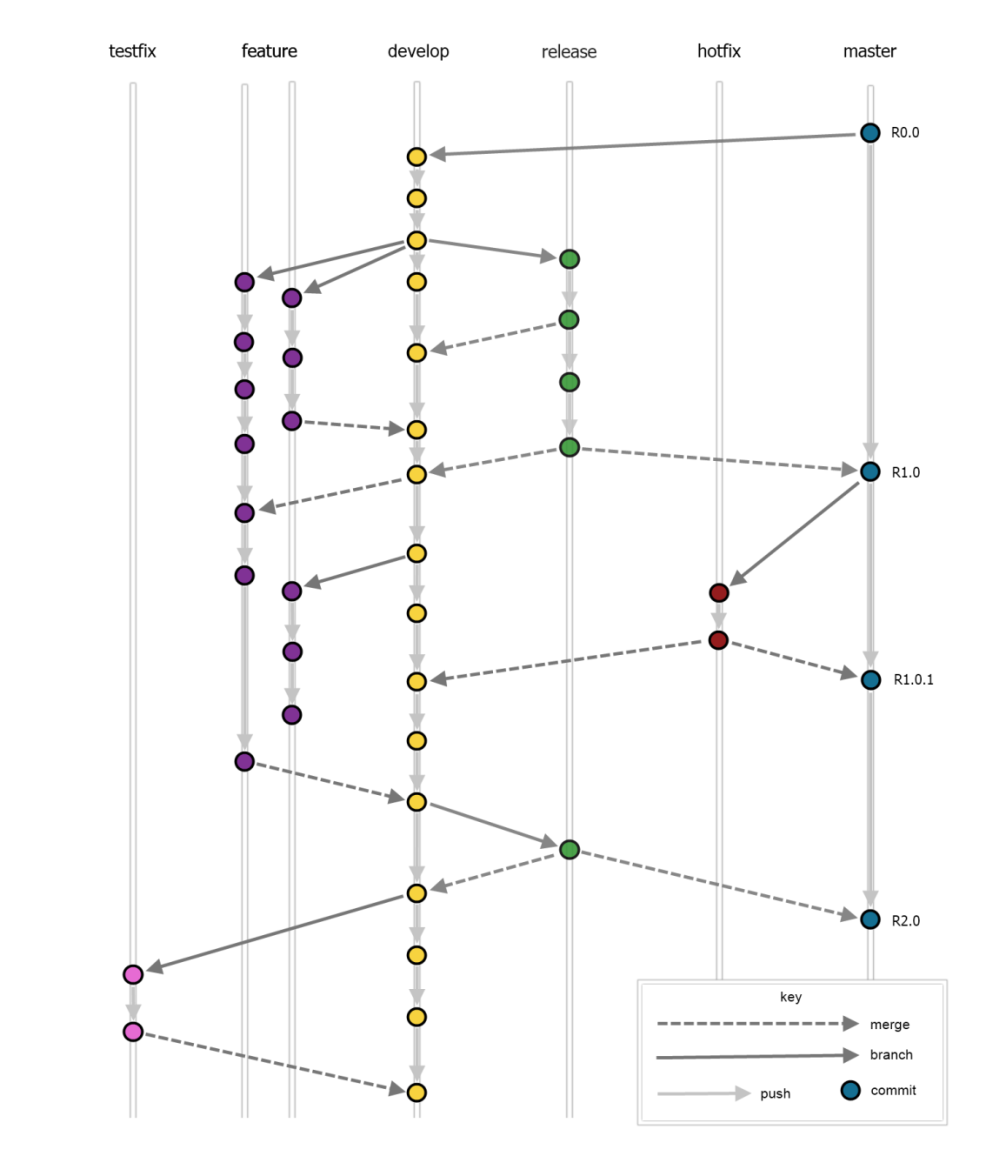 testfix feature develop release hotfix master
R0.0
R1.0
R1.0.1
R2.0
key
merge
branch
push commit